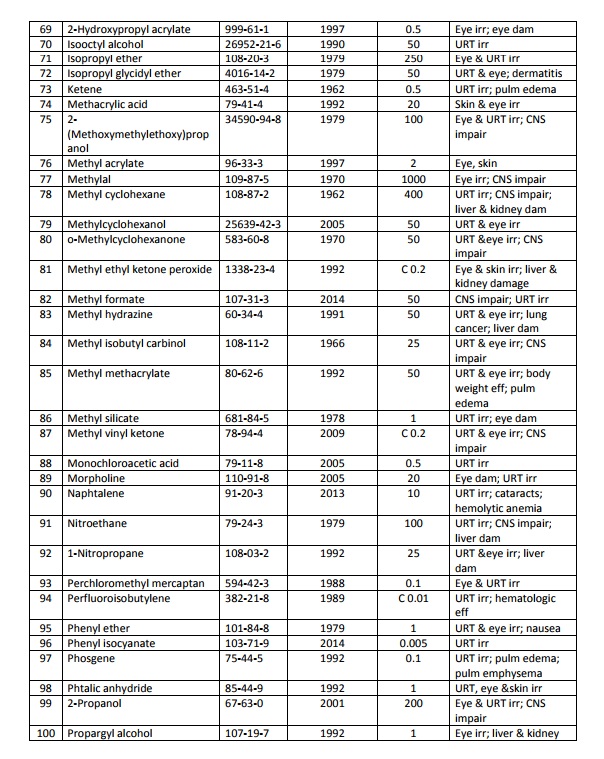 69 2-Hydroxypropyl acrylate 999-61-1 1997 0.5 Eye irr; eye dam
70 Isooctyl alcohol 26952-21-6 1990 50 URT irr
71 Isopropyl ether 108-20-3 1979 250 Eye & URT irr
72 Isopropyl glycidyl ether 4016-14-2 1979 50 URT & eye; dermatitis
73 Ketene 463-51-4 1962 0.5 URT irr; pulm edema
74 Methacrylic acid 79-41-4 1992 20 Skin & eye irr
75 2- 34590-94-8 1979 100 Eye & URT irr; CNS
(Methoxymethylethoxy)prop impair
anol
76 Methyl acrylate 96-33-3 1997 2 Eye, skin
77 Methylal 109-87-5 1970 1000 Eye irr; CNS impair
78 Methyl cyclohexane 108-87-2 1962 400 URT irr; CNS impair;
liver & kidney dam
79 Methylcyclohexanol 25639-42-3 2005 50 URT & eye irr
80 o-Methylcyclohexanone 583-60-8 1970 50 URT &eye irr; CNS
impair
81 Methyl ethyl ketone peroxide 1338-23-4 1992 C 0.2 Eye & skin irr; liver &
kidney damage
82 Methyl formate 107-31-3 2014 50 CNS impair; URT irr
83 Methyl hydrazine 60-34-4 1991 50 URT & eye irr; lung
cancer; liver dam
84 Methyl isobutyl carbinol 108-11-2 1966 25 URT & eye irr; CNS
impair
85 Methyl methacrylate 80-62-6 1992 50 URT & eye irr; body
weight eff; pulm
edema
86 Methyl silicate 681-84-5 1978 1 URT irr; eye dam
87 Methyl vinyl ketone 78-94-4 2009 C 0.2 URT & eye irr; CNS
impair
88 Monochloroacetic acid 79-11-8 2005 0.5 URT irr
89 Morpholine 110-91-8 2005 20 Eye dam; URT irr
90 Naphtalene 91-20-3 2013 10 URT irr; cataracts;
hemolytic anemia
91 Nitroethane 79-24-3 1979 100 URT irr; CNS impair;
liver dam
92 1-Nitropropane 108-03-2 1992 25 URT &eye irr; liver
dam
93 Perchloromethyl mercaptan 594-42-3 1988 0.1 Eye & URT irr
94 Perfluoroisobutylene 382-21-8 1989 C 0.01 URT irr; hematologic
eff
95 Phenyl ether 101-84-8 1979 1 URT & eye irr; nausea
96 Phenyl isocyanate 103-71-9 2014 0.005 URT irr
97 Phosgene 75-44-5 1992 0.1 URT irr; pulm edema;
pulm emphysema
98 Phtalic anhydride 85-44-9 1992 1 URT, eye &skin irr
99 2-Propanol 67-63-0 2001 200 Eye & URT irr; CNS
impair
100 Propargyl alcohol 107-19-7 1992 1 Eye irr; liver & kidney